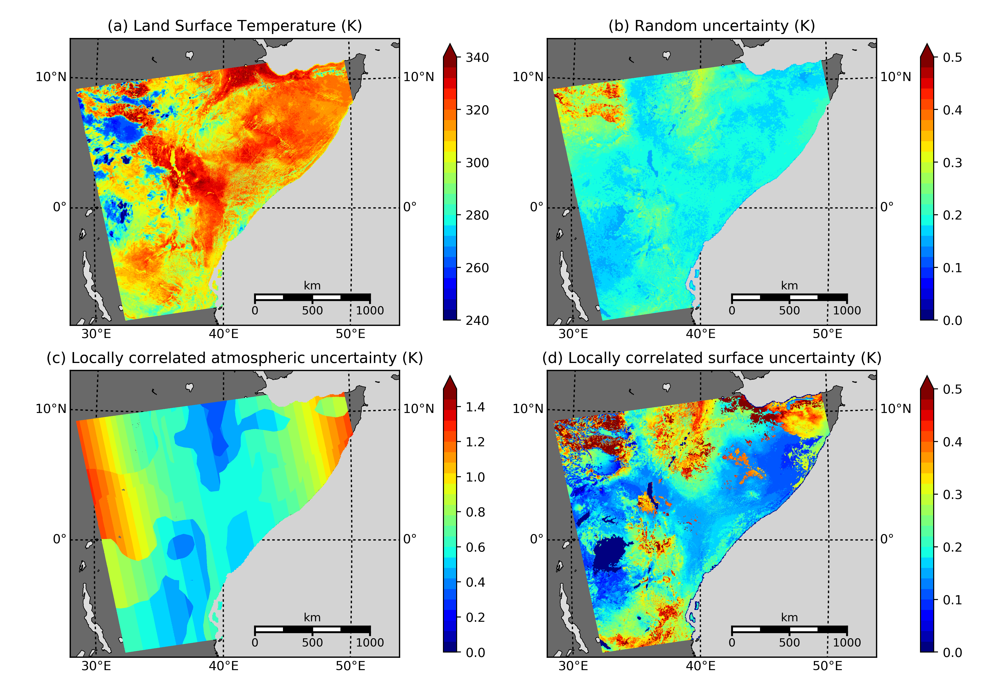 (a) Land Surface Temperature (K)
10°N
0°
30°E
40°E
50°E
10°N
0°
km
0
500
1000
340
320
300
280
260
240
(b) Random uncertainty (K)
10°N
0°
30°E
40°E
50°E
10°N
0°
km
0
500
1000
0.5
0.4
0.3
0.2
0.1
0.0
(c) Locally correlated atmospheric uncertainty (K)
10°N
0°
30°E
40°E
50°E
10°N
0°
km
0
500
1000
1.4
1.2
1.0
0.8
0.6
0.4
0.2
0.0
(d) Locally correlated surface uncertainty (K)
10°N
0°
30°E
40°E
50°E
10°N
0°
km
0
500
1000
0.5
0.4
0.3
0.2
0.1
0.0